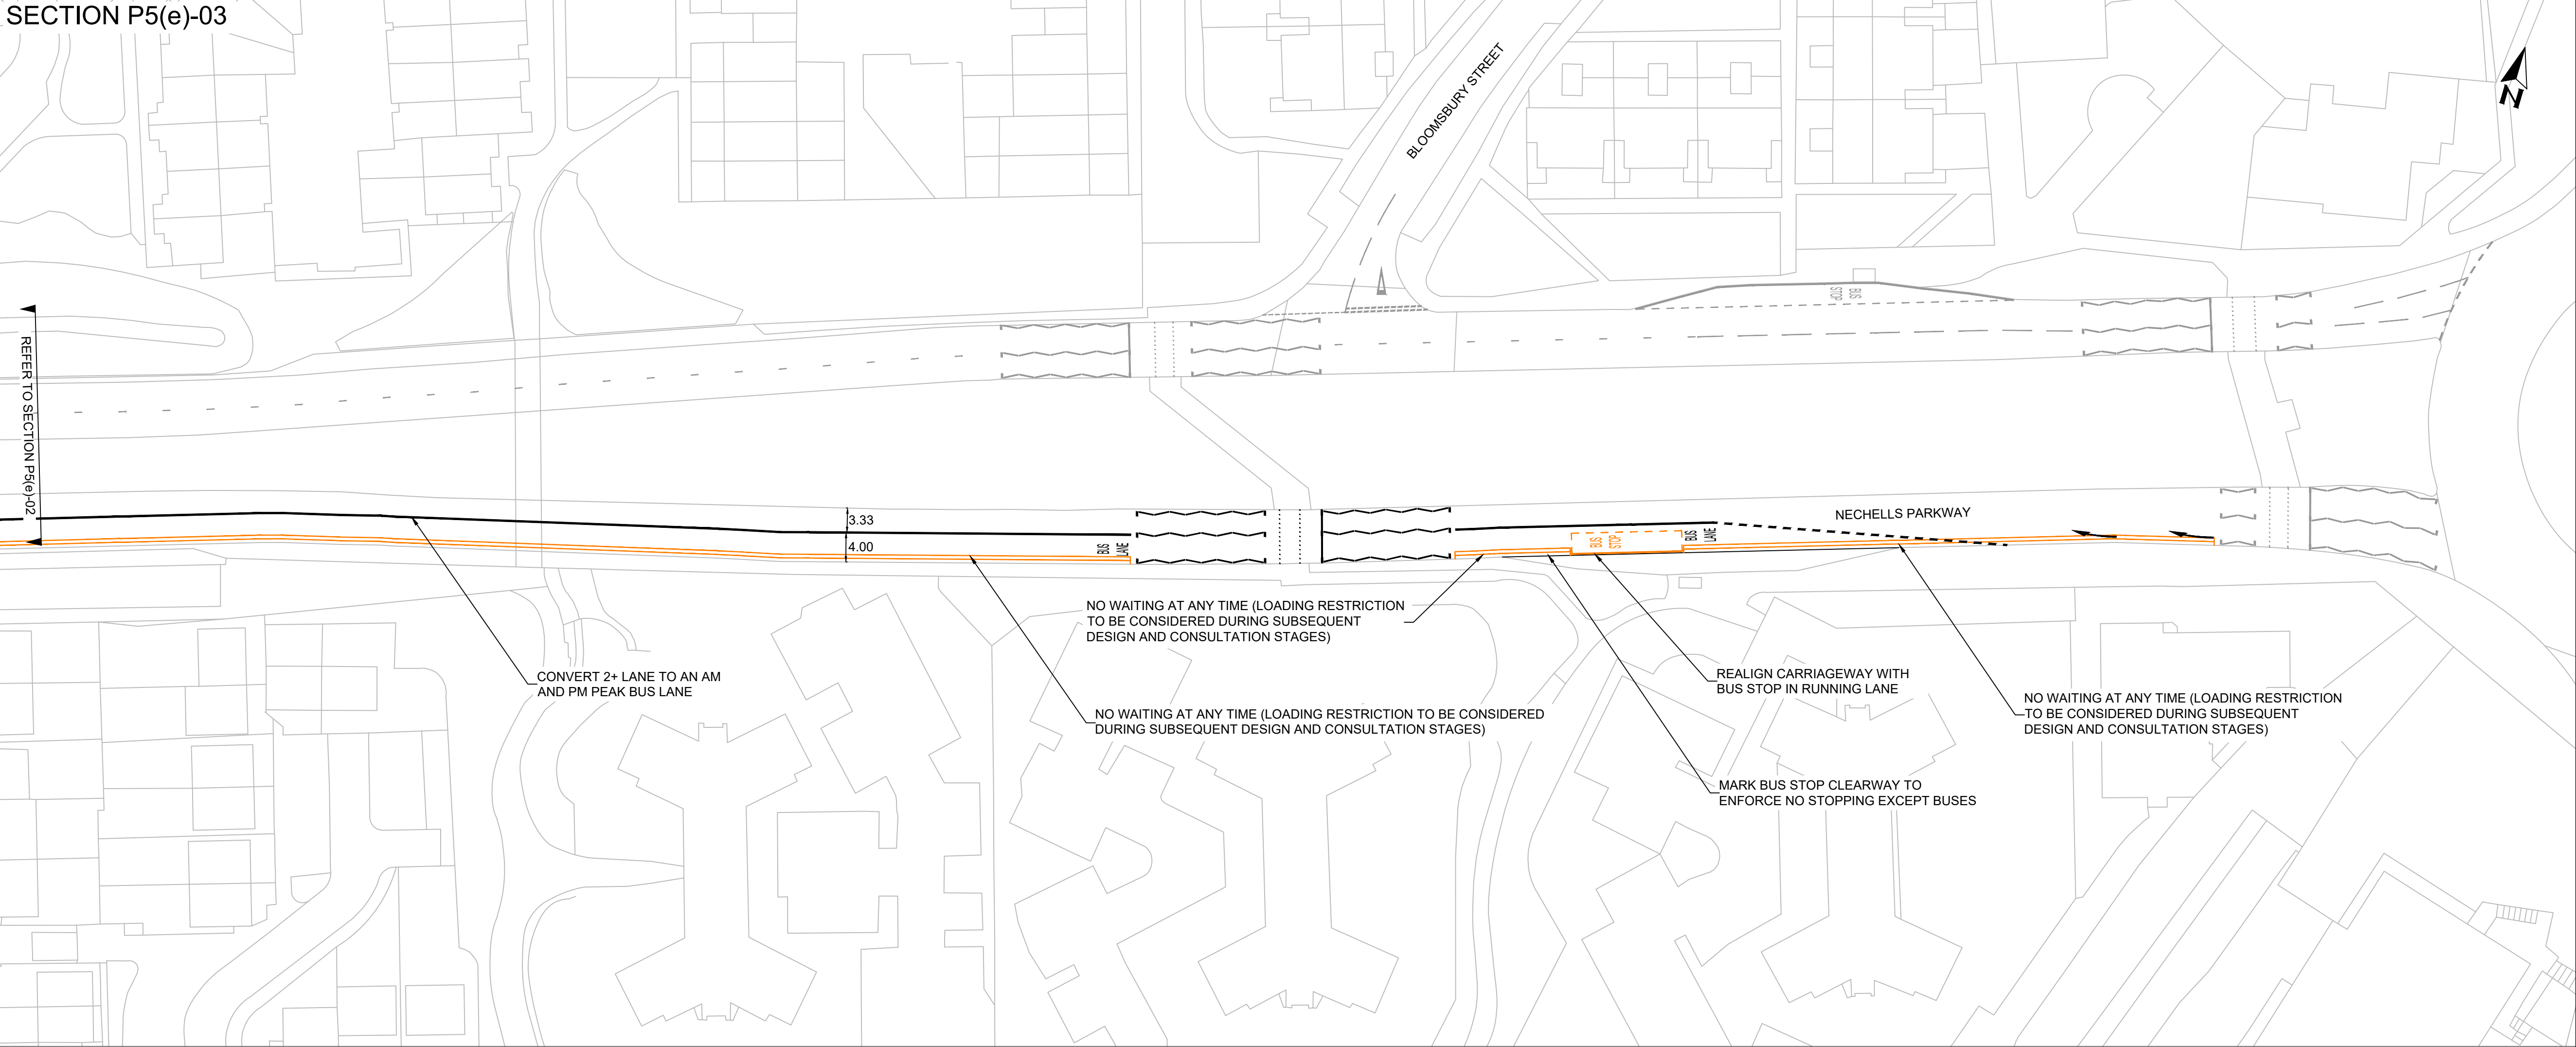 SECTION P5(e)-03
BLOOMSBURY STREET
N
BUS
STOP
REFER TO SECTION P5(e)-02
3.33
4.00
BUS
LANE
BUS
STOP
BUS
LANE
NECHELLS PARKWAY
NO WAITING AT ANY TIME (LOADING RESTRICTION
TO BE CONSIDERED DURING SUBSEQUENT
DESIGN AND CONSULTATION STAGES)
CONVERT 2+ LANE TO AN AM
AND PM PEAK BUS LANE
NO WAITING AT ANY TIME (LOADING RESTRICTION TO BE CONSIDERED
DURING SUBSEQUENT DESIGN AND CONSULTATION STAGES)
REALIGN CARRIAGEWAY WITH
BUS STOP IN RUNNING LANE
NO WAITING AT ANY TIME (LOADING RESTRICTION
TO BE CONSIDERED DURING SUBSEQUENT
DESIGN AND CONSULTATION STAGES)
MARK BUS STOP CLEARWAY TO
ENFORCE NO STOPPING EXCEPT BUSES